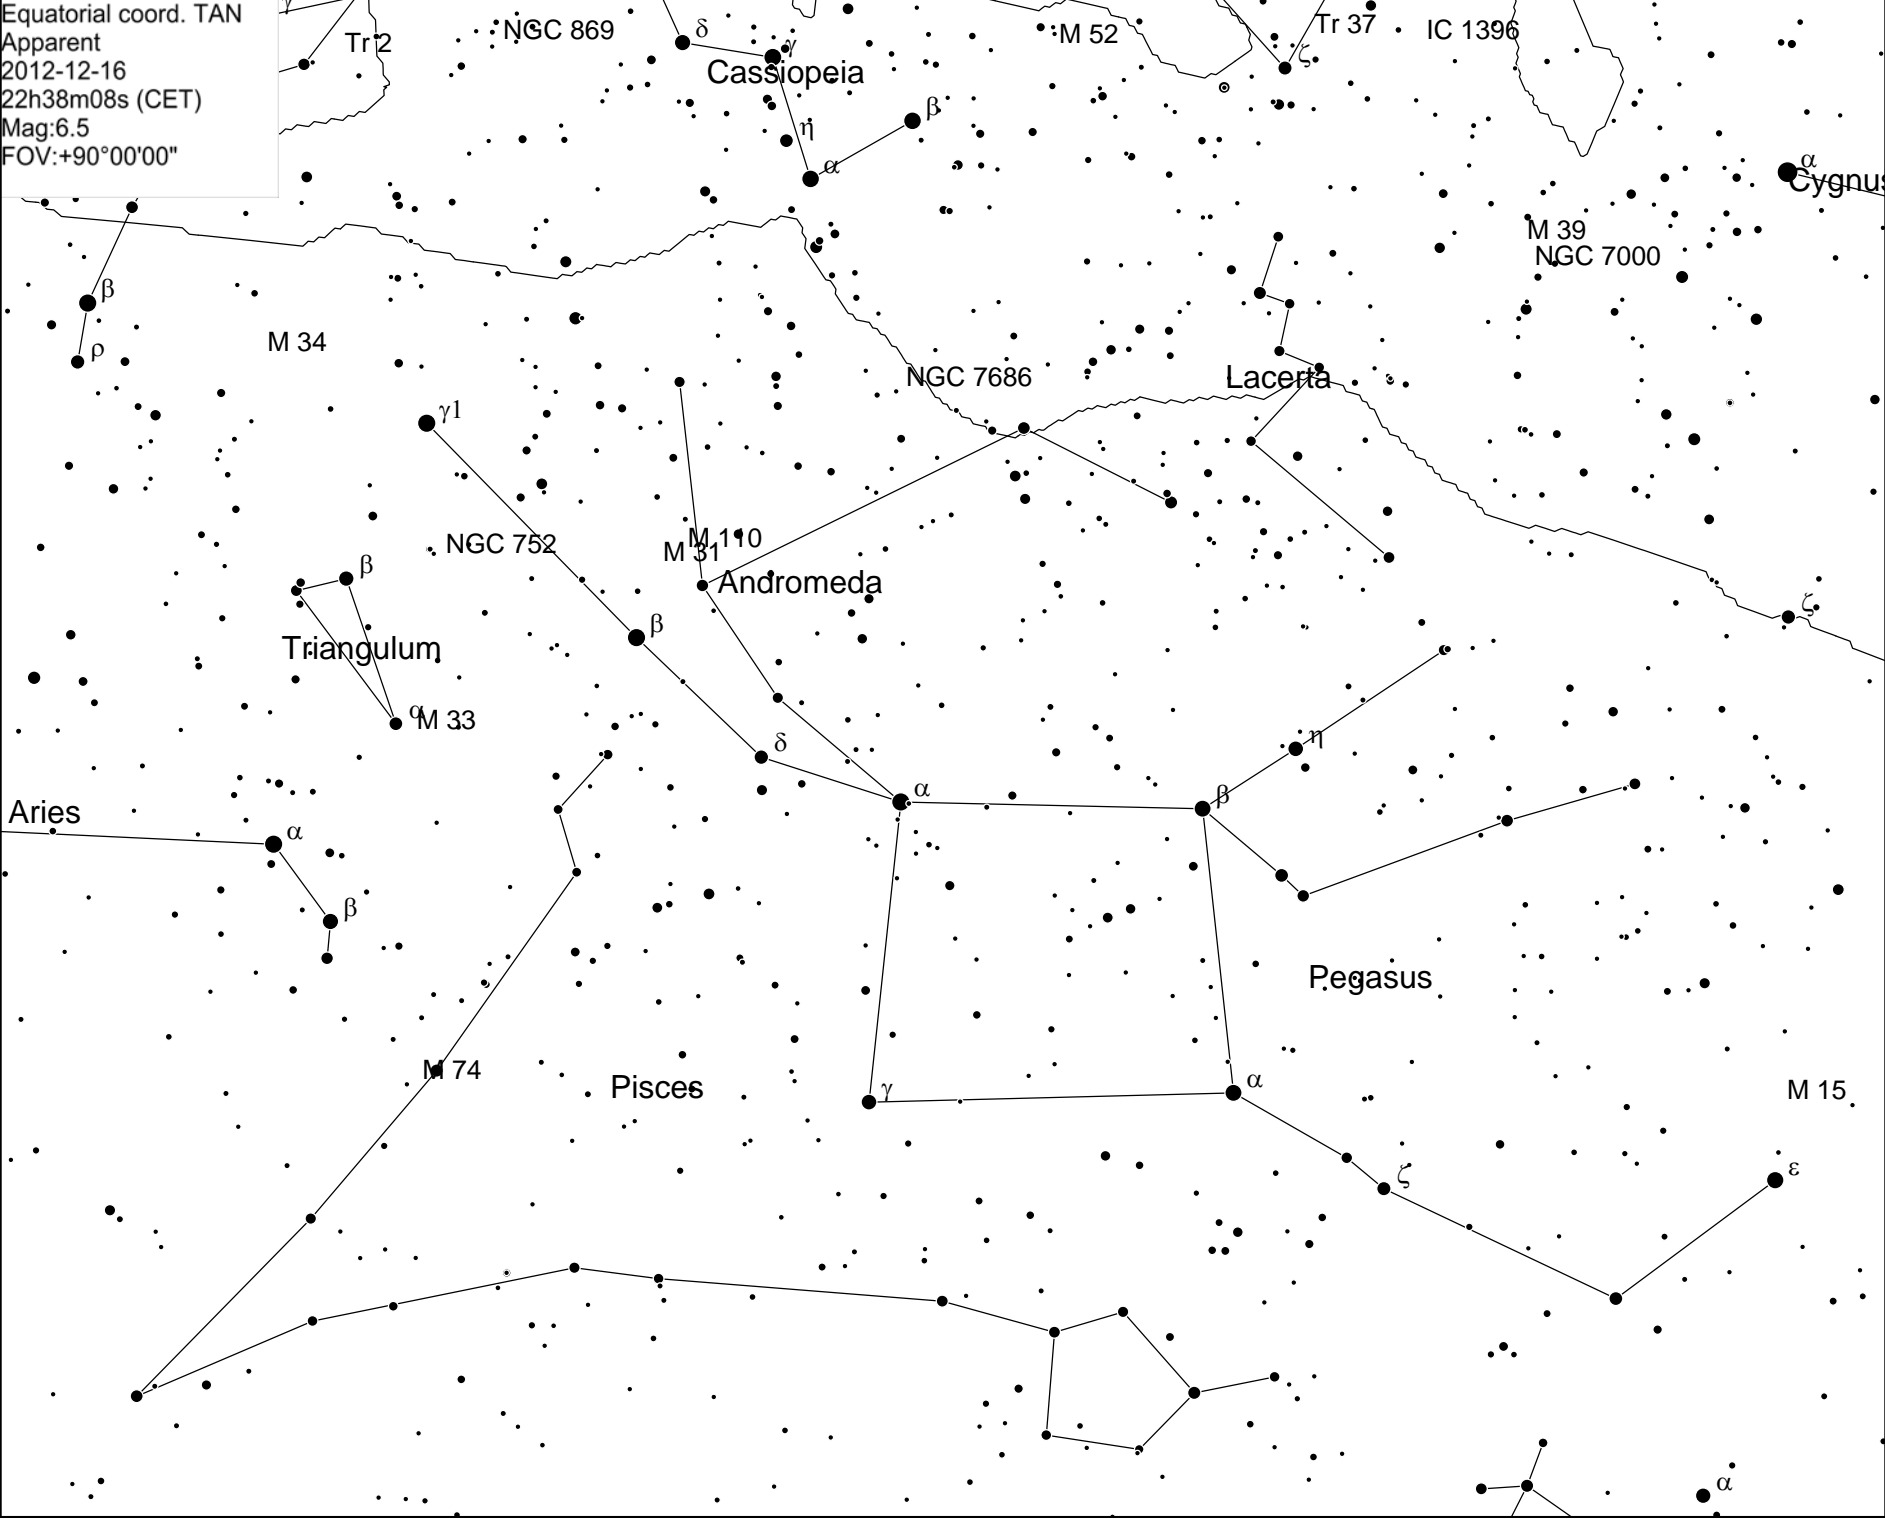 Equatorial coord. TAN
Apparent
2012-12-16
22h38m08s (CET)
Mag:6.5
FOV:+90°00'00"
γ
Tr 2
NGC 869
δ
γ
Cassiopeia
η
β
α
M 52
ζ
Tr 37
IC 1396
α
Cygnus
M 39
NGC 7000
β
ρ
M 34
γ1
NGC 7686
Lacerta
NGC 752
M 110
M 31
Andromeda
β
Triangulum
α
M 33
β
δ
α
β
η
ζ
Aries
α
β
Pegasus
M 74
Pisces
γ
α
M 15
ζ
ε
α